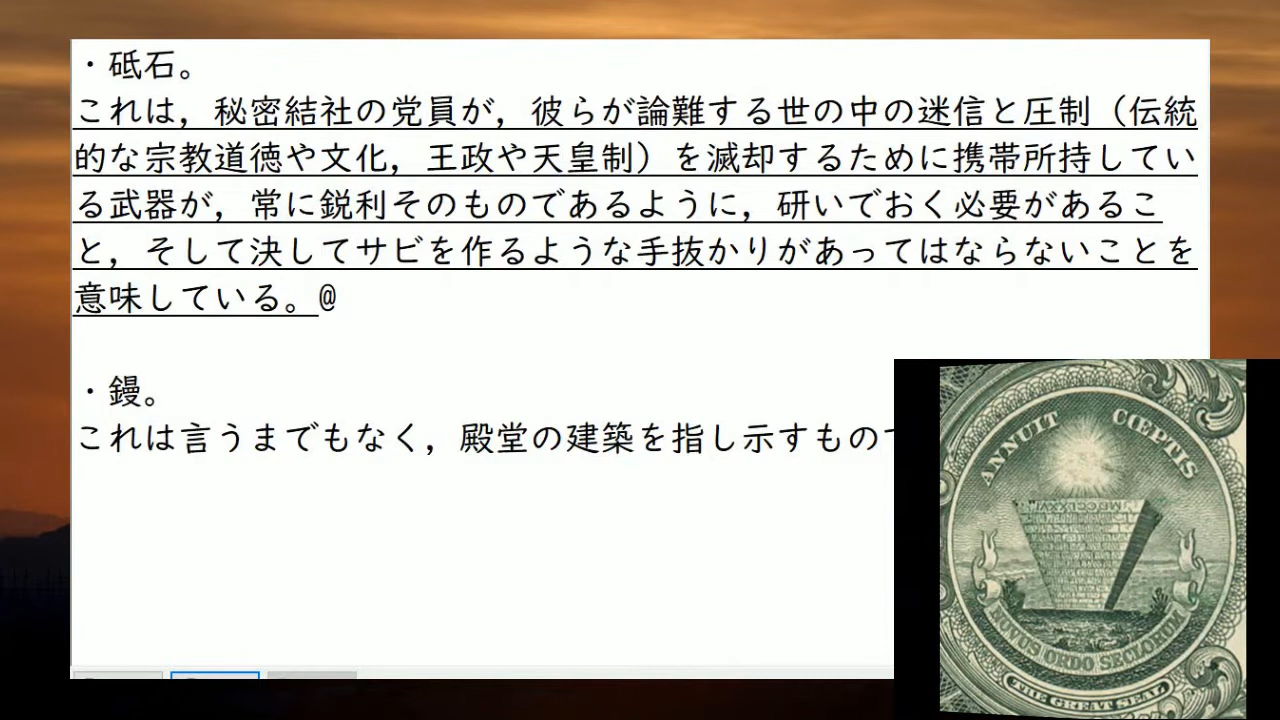 ・砥石。
これは，秘密結社の党員が，彼らが論難する世の中の迷信と圧制（伝統
的な宗教道徳や文化，王政や天皇制）を滅却するために携帯所持してい
る武器が，常に鋭利そのものであるように，研いでおく必要があるこ
と，そして決してサビを作るような手抜かりがあってはならないことを
意味している。@
・鏝。
これは言うまでもなく，殿堂の建築を指し示すもので
ANNUIT CŒPTIS
MDCCLXXVI
NOVUS ORDO SECLORUM
THE GREAT SEAL